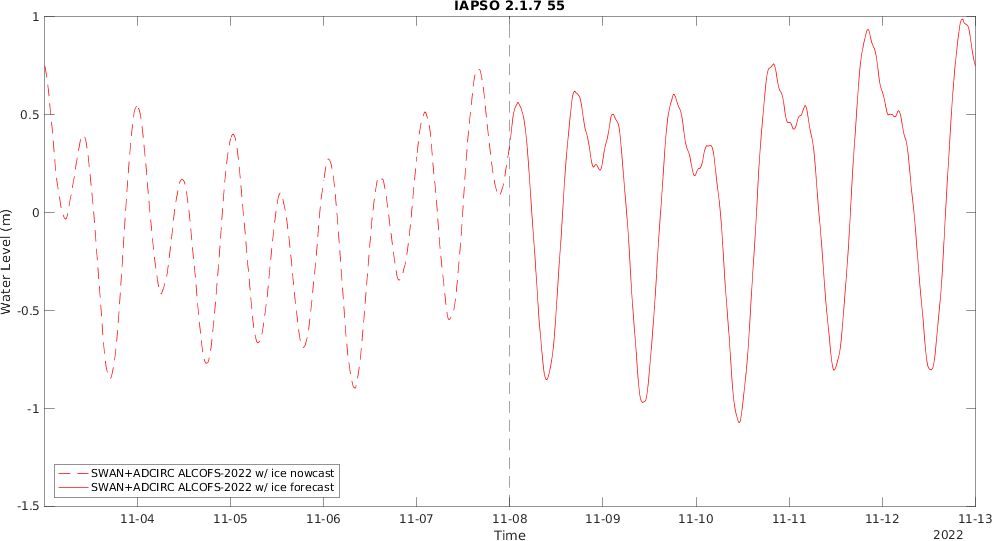 IAPSO 2.1.7 55
1
0.5
0
-0.5
-1
-1.5
Water Level (m)
SWAN+ADCIRC ALCOFS-2022 w/ ice nowcast
SWAN+ADCIRC ALCOFS-2022 w/ ice forecast
11-04 11-05 11-06 11-07 11-08 11-09 11-10 11-11 11-12 11-13
Time
2022